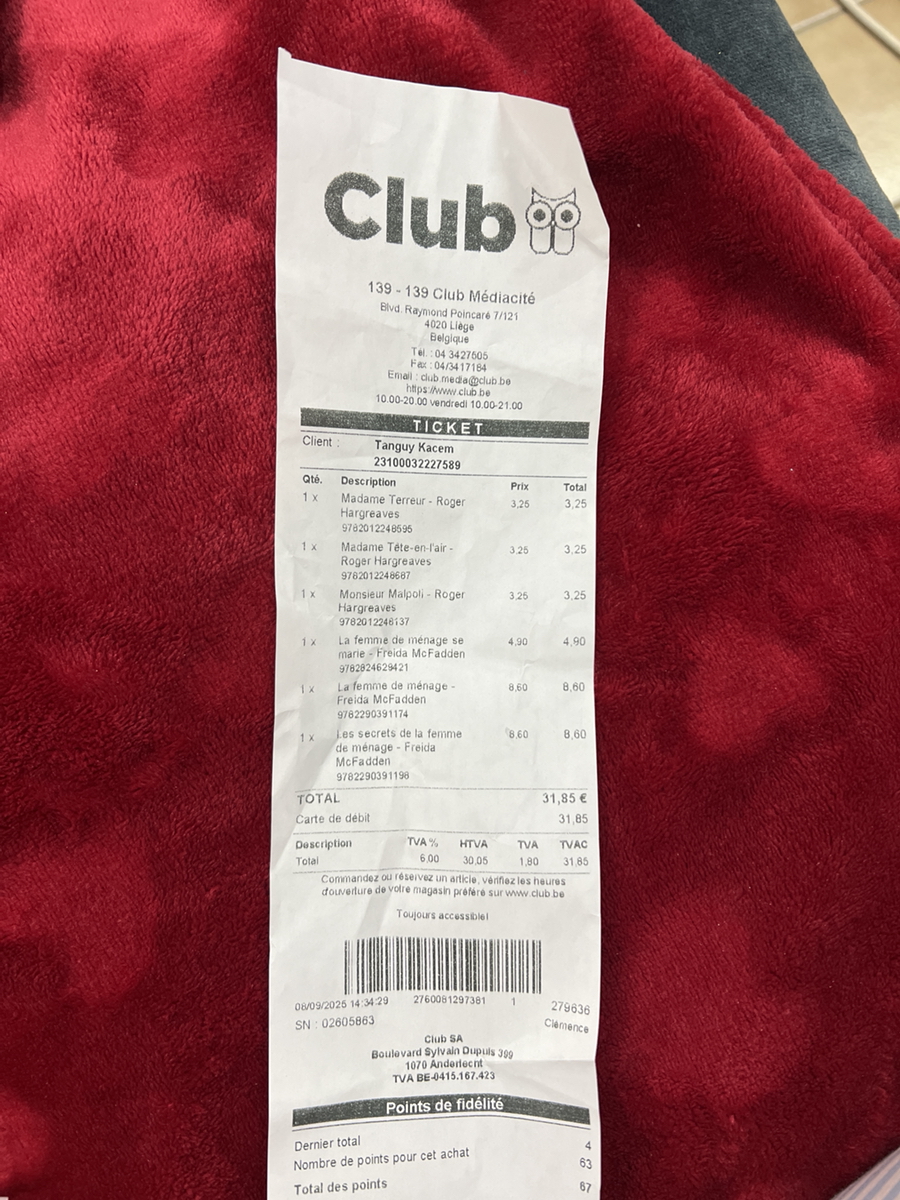 Club
139 - 139 Club Médiacité
Blvd. Raymond Poincaré 7/121
4020 Liège
Belgique
Tél. : 04 3427605
Fax : 04/3417184
Email : club.media@club.be
https://www.club.be
10.00-20.00 vendredi 10.00-21.00
TICKET
Client : Tanguy Kacem
23100032227589
Qté. Description Prix Total
1 x Madame Terreur - Roger 3,25 3,25
Hargreaves
9782012248595
1 x Madame Tête-en-l'air - 3,25 3,25
Roger Hargreaves
9782012248687
1 x Monsieur Malpoli - Roger 3,25 3,25
Hargreaves
9782012248137
1 x La femme de ménage se 4,90 4,90
marie - Freida McFadden
9782824629421
1 x La femme de ménage - 8,60 8,60
Freida McFadden
9782290391174
1 x Les secrets de la femme 8,60 8,60
de ménage - Freida
McFadden
9782290391198
TOTAL 31,85 €
Carte de débit 31,85
Description TVA % HTVA TVA TVAC
Total 6,00 30,05 1,80 31,85
Commandez ou réservez un article, vérifiez les heures
d'ouverture de votre magasin préféré sur www.club.be
Toujours accessible!
06/09/2025 14:34:29 2760081297381 1 279636
SN : 02605863 Clémence
Club SA
Boulevard Sylvain Dupuis 399
1070 Anderlecht
TVA BE-0415.167.423
Points de fidélité
Dernier total 4
Nombre de points pour cet achat 63
Total des points 67